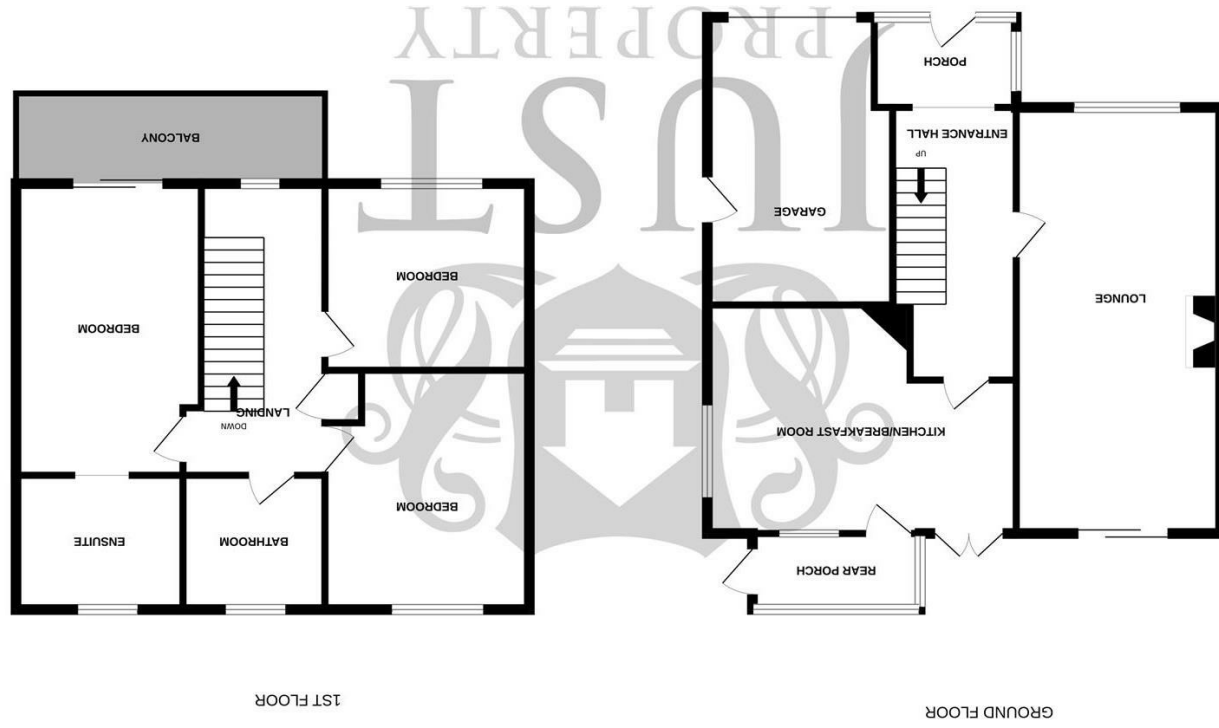 GROUND FLOOR
REAR PORCH
KITCHEN/BREAKFAST ROOM
LOUNGE
GARAGE
UP
ENTRANCE HALL
PORCH
1ST FLOOR
BATHROOM
ENSUITE
BEDROOM
DOWN
LANDING
BEDROOM
BEDROOM
BALCONY
JUST
PROPERTY